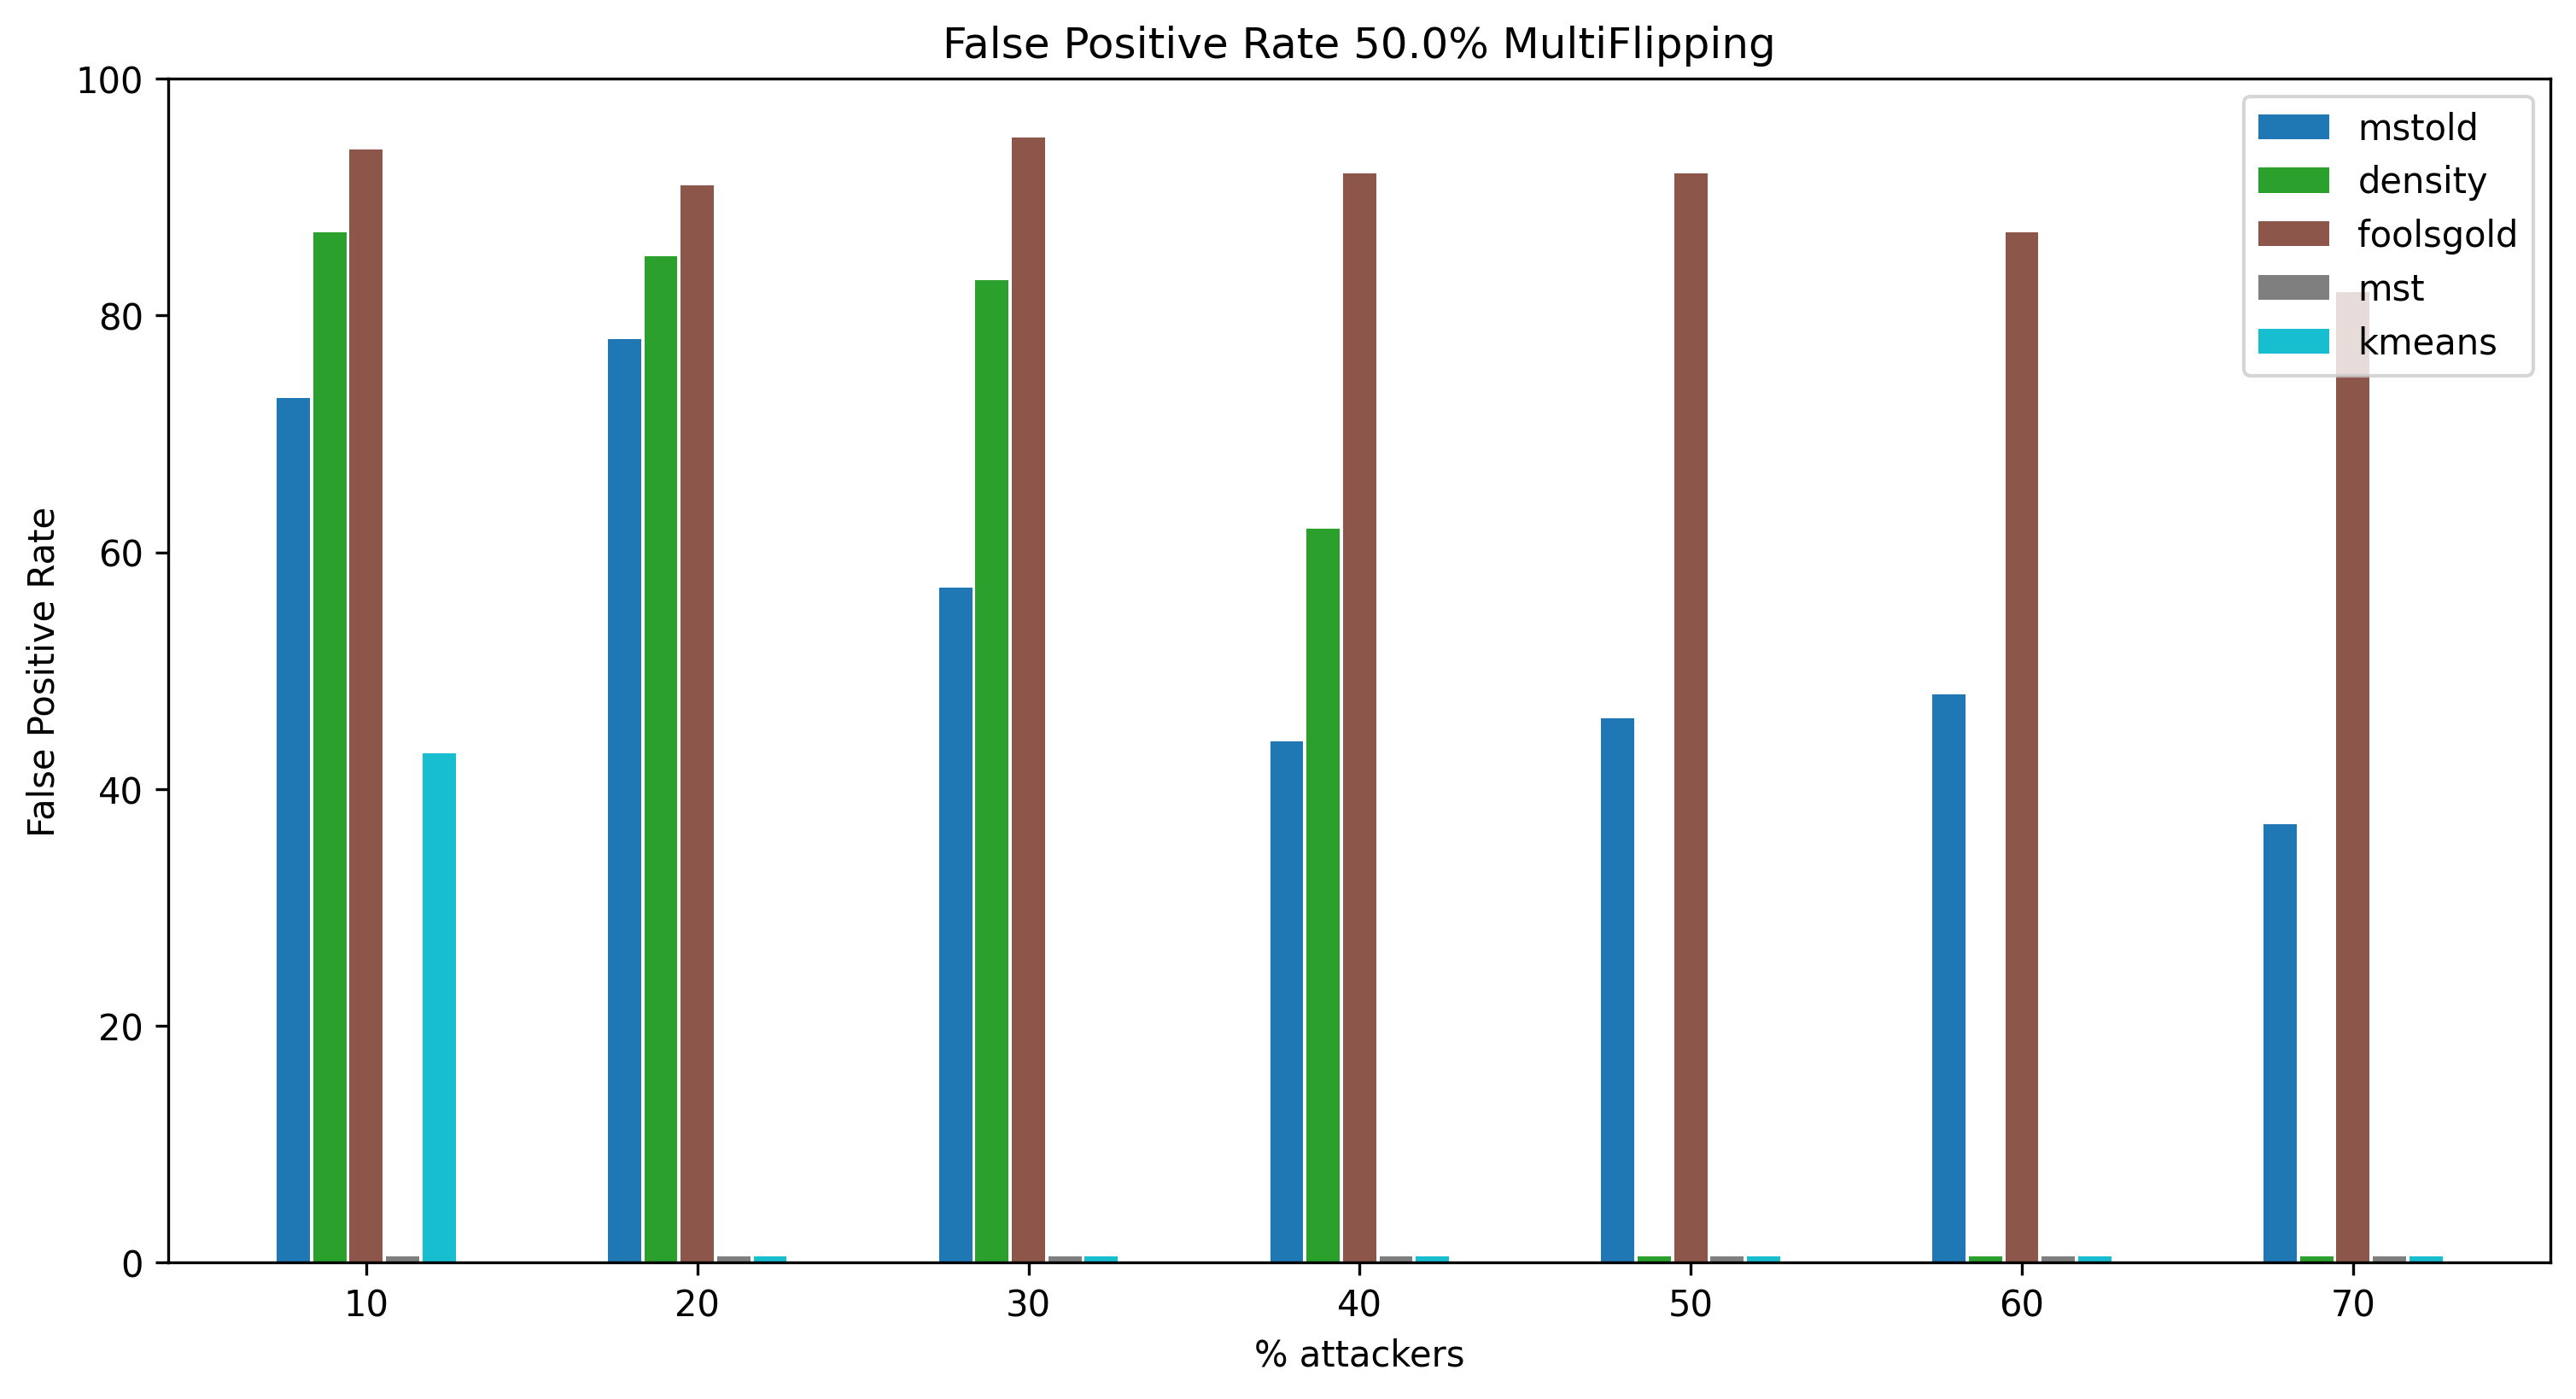 False Positive Rate 50.0% MultiFlipping
100
80
60
40
20
0
False Positive Rate
mstold
density
foolsgold
mst
kmeans
10 20 30 40 50 60 70
% attackers